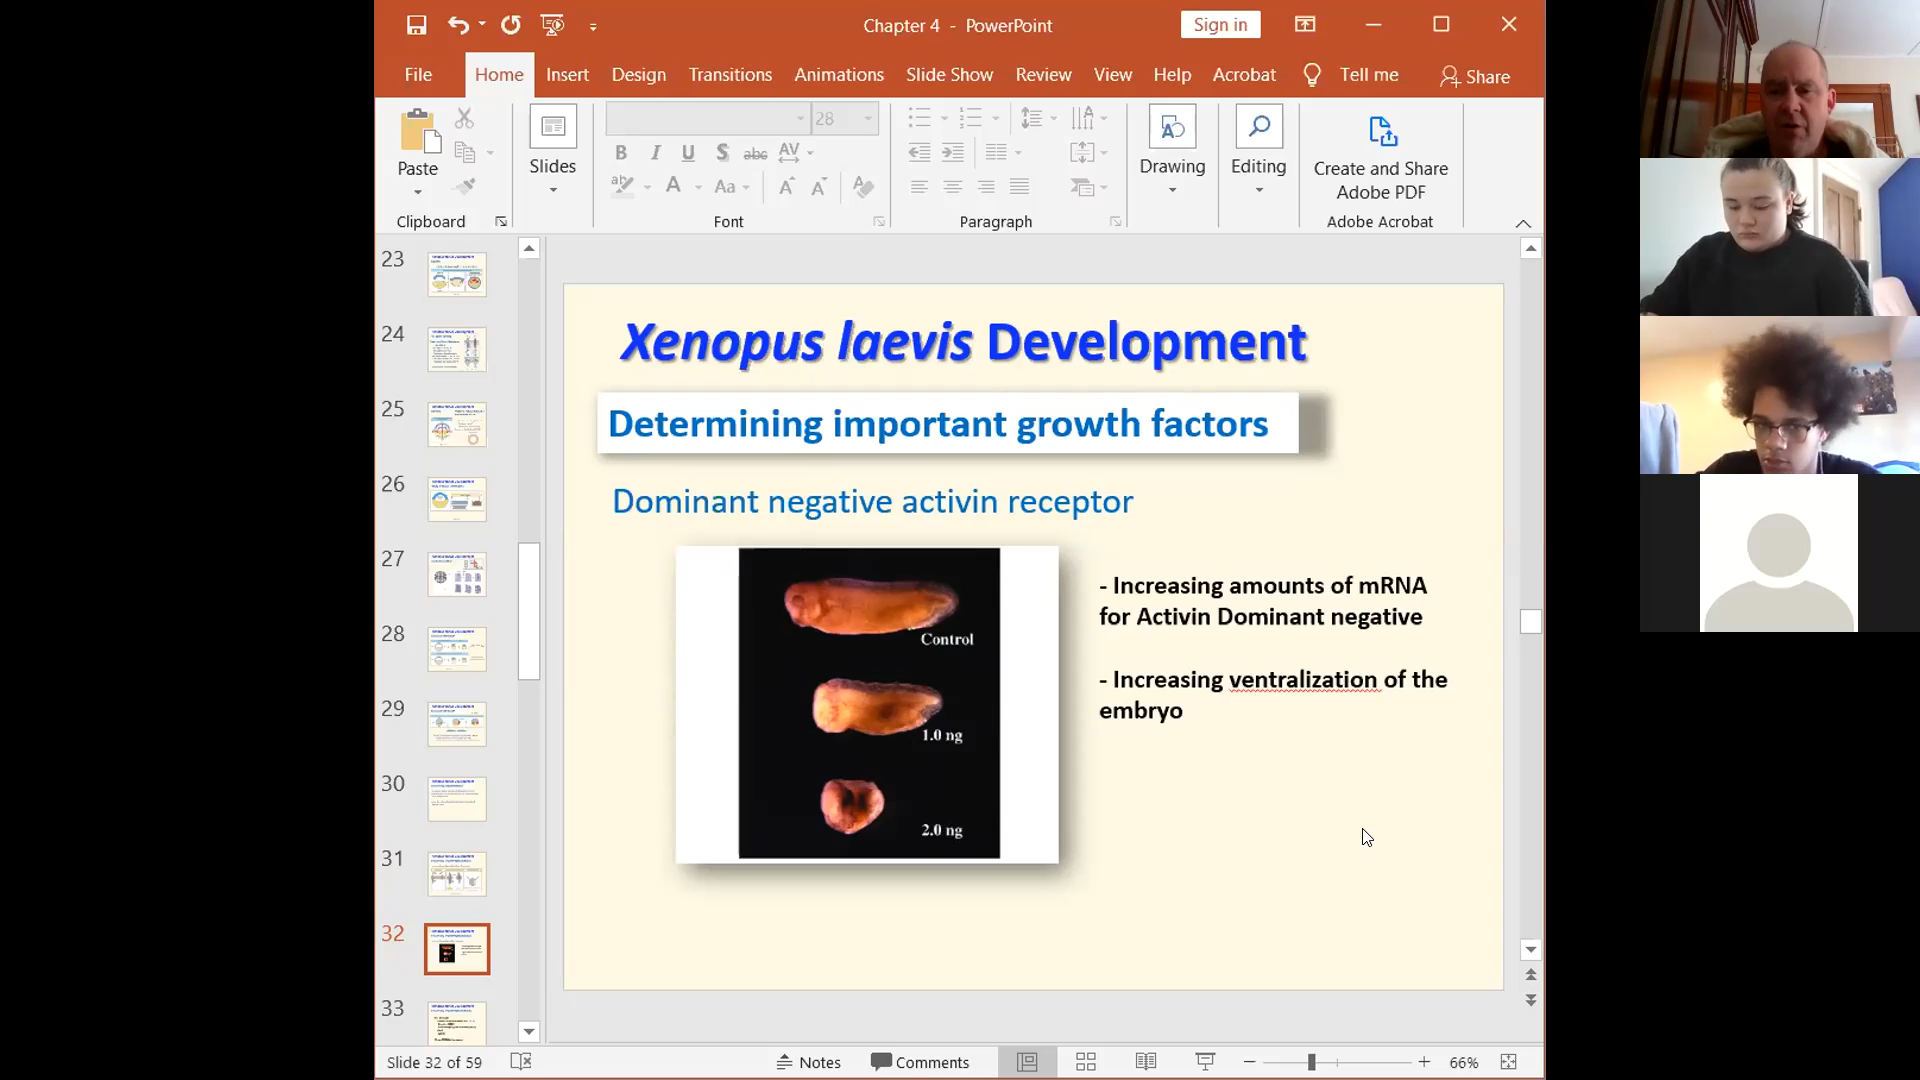 Chapter 4 - PowerPoint
Sign in
File
Home
Insert
Design
Transitions
Animations
Slide Show
Review
View
Help
Acrobat
Tell me
Share
Paste
Clipboard
Slides
28
B
I
U
S
abc
AV
Aa
Font
Paragraph
Drawing
Editing
Create and Share
Adobe PDF
Adobe Acrobat
23
24
25
26
27
28
29
30
31
32
33
Xenopus laevis Development
Determining important growth factors
Dominant negative activin receptor
Control
1.0 ng
2.0 ng
- Increasing amounts of mRNA
for Activin Dominant negative
- Increasing ventralization of the
embryo
Slide 32 of 59
Notes
Comments
66%